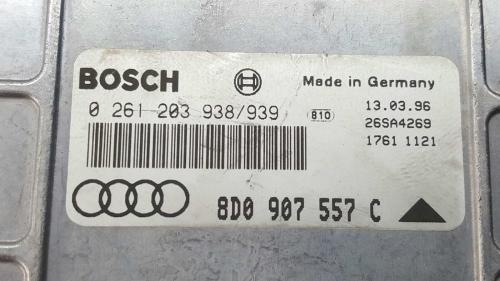 BOSCH
Made in Germany
0 261 203 938/939
810
13.03.96
26SA4269
1761 1121
8D0 907 557 C